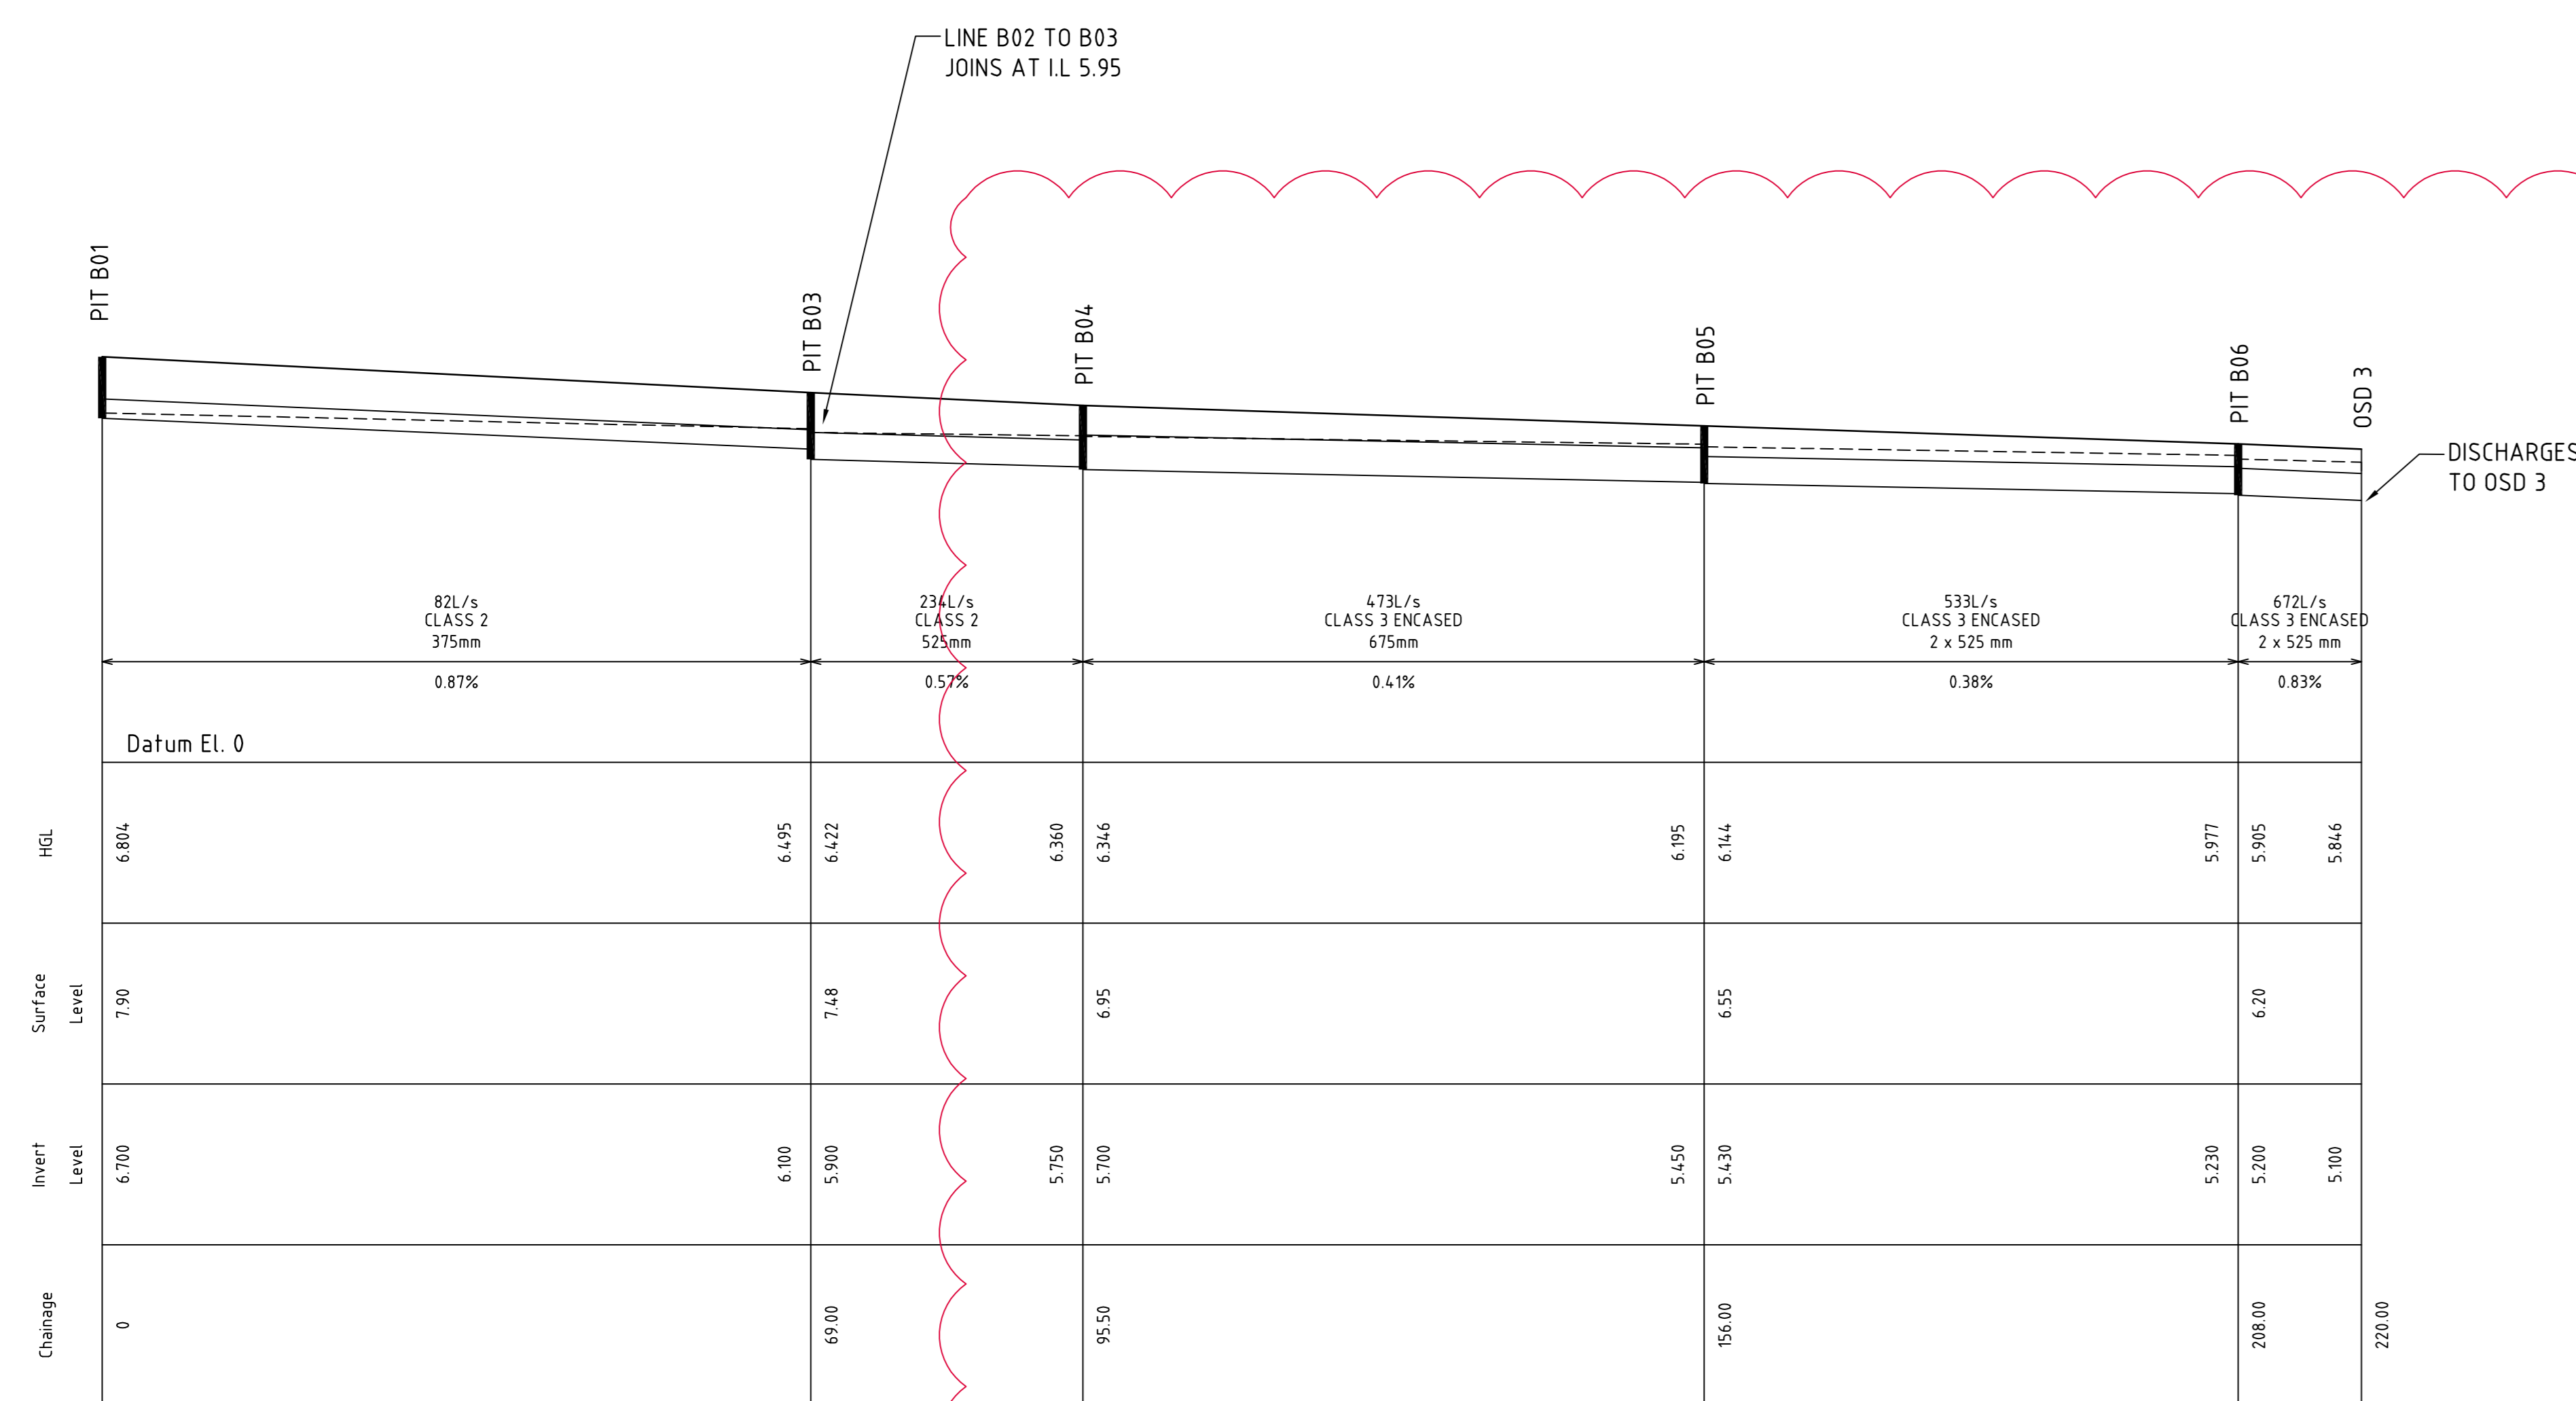 LINE B02 TO B03
JOINS AT I.L 5.95
PIT B01
PIT B03
PIT B04
PIT B05
PIT B06
OSD 3
DISCHARGES
TO OSD 3
82L/s
CLASS 2
375mm
0.87%
234L/s
CLASS 2
525mm
0.57%
473L/s
CLASS 3 ENCASED
675mm
0.41%
533L/s
CLASS 3 ENCASED
2 x 525 mm
0.38%
672L/s
CLASS 3 ENCASED
2 x 525 mm
0.83%
Datum El. 0
HGL
6.804
6.495
6.422
6.360
6.346
6.195
6.144
5.977
5.905
5.846
Surface
Level
7.90
7.48
6.95
6.55
6.20
Invert
Level
6.700
6.100
5.900
5.750
5.700
5.450
5.430
5.230
5.200
5.100
Chainage
0
69.00
95.50
156.00
208.00
220.00